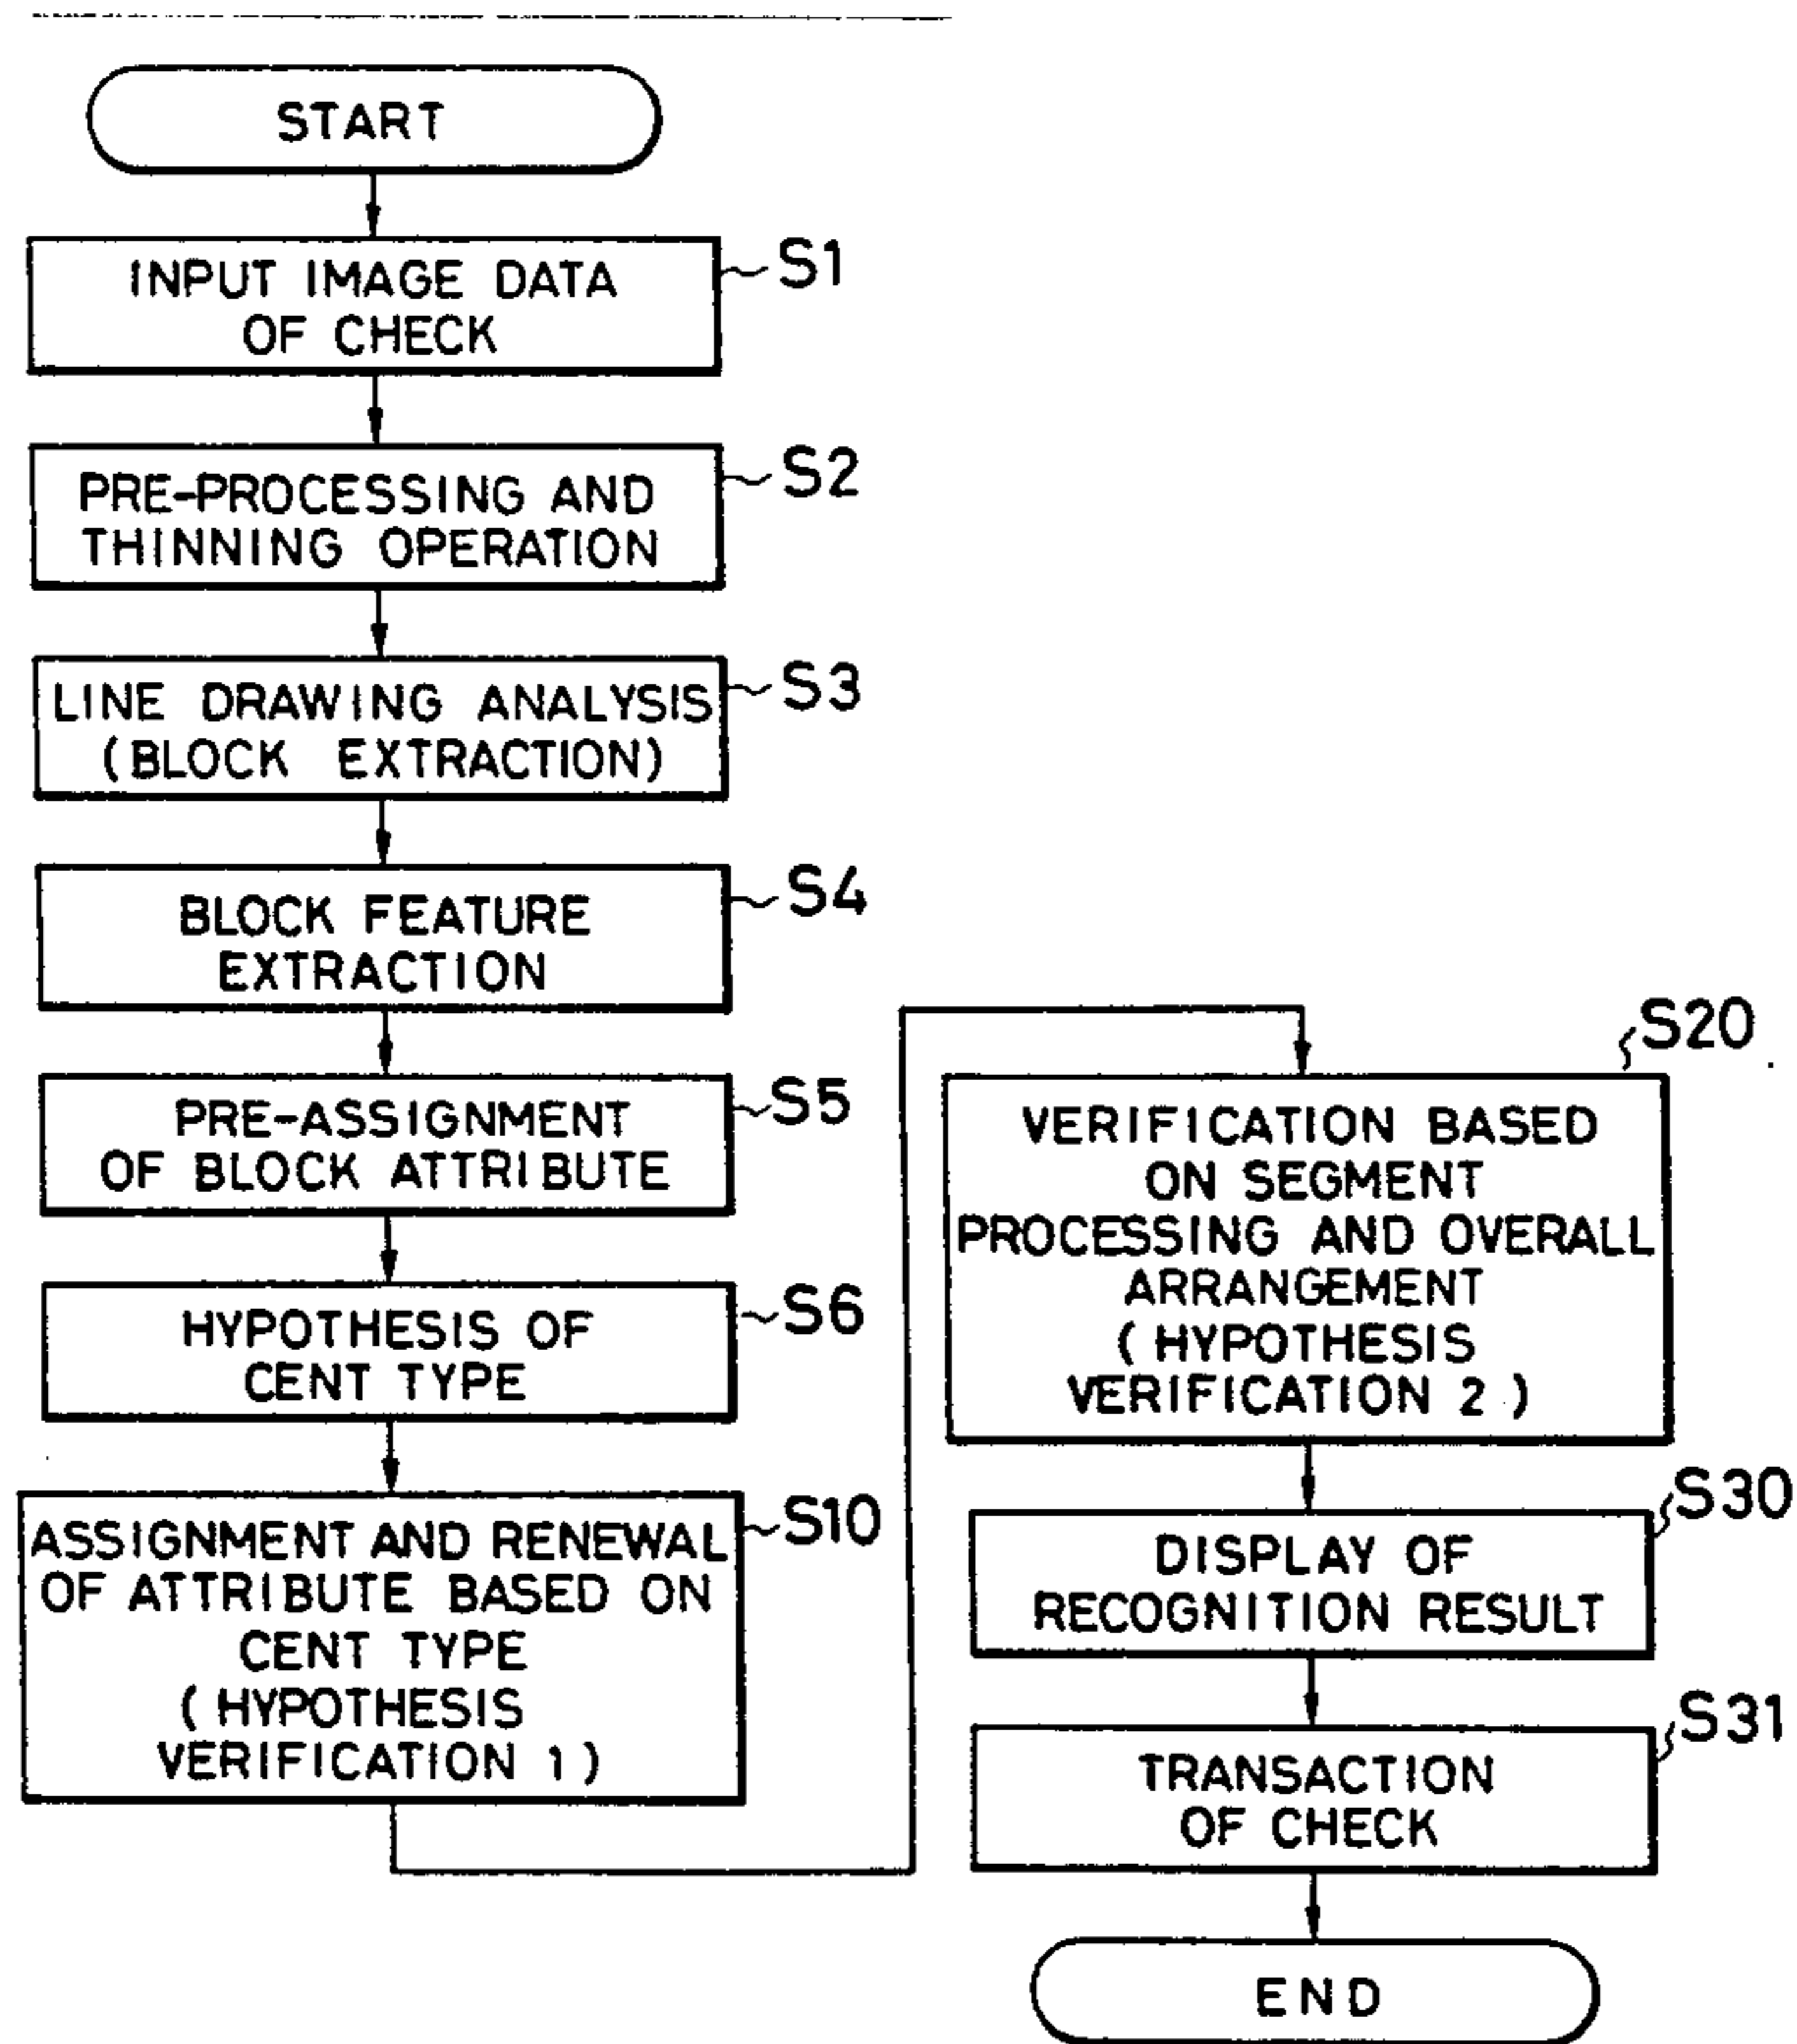 START
INPUT IMAGE DATA
OF CHECK
S1
PRE-PROCESSING AND
THINNING OPERATION
S2
LINE DRAWING ANALYSIS
(BLOCK EXTRACTION)
S3
BLOCK FEATURE
EXTRACTION
S4
PRE-ASSIGNMENT
OF BLOCK ATTRIBUTE
S5
HYPOTHESIS OF
CENT TYPE
S6
ASSIGNMENT AND RENEWAL
OF ATTRIBUTE BASED ON
CENT TYPE
(HYPOTHESIS
VERIFICATION 1)
S10
VERIFICATION BASED
ON SEGMENT
PROCESSING AND OVERALL
ARRANGEMENT
(HYPOTHESIS
VERIFICATION 2)
S20
DISPLAY OF
RECOGNITION RESULT
S30
TRANSACTION
OF CHECK
S31
END